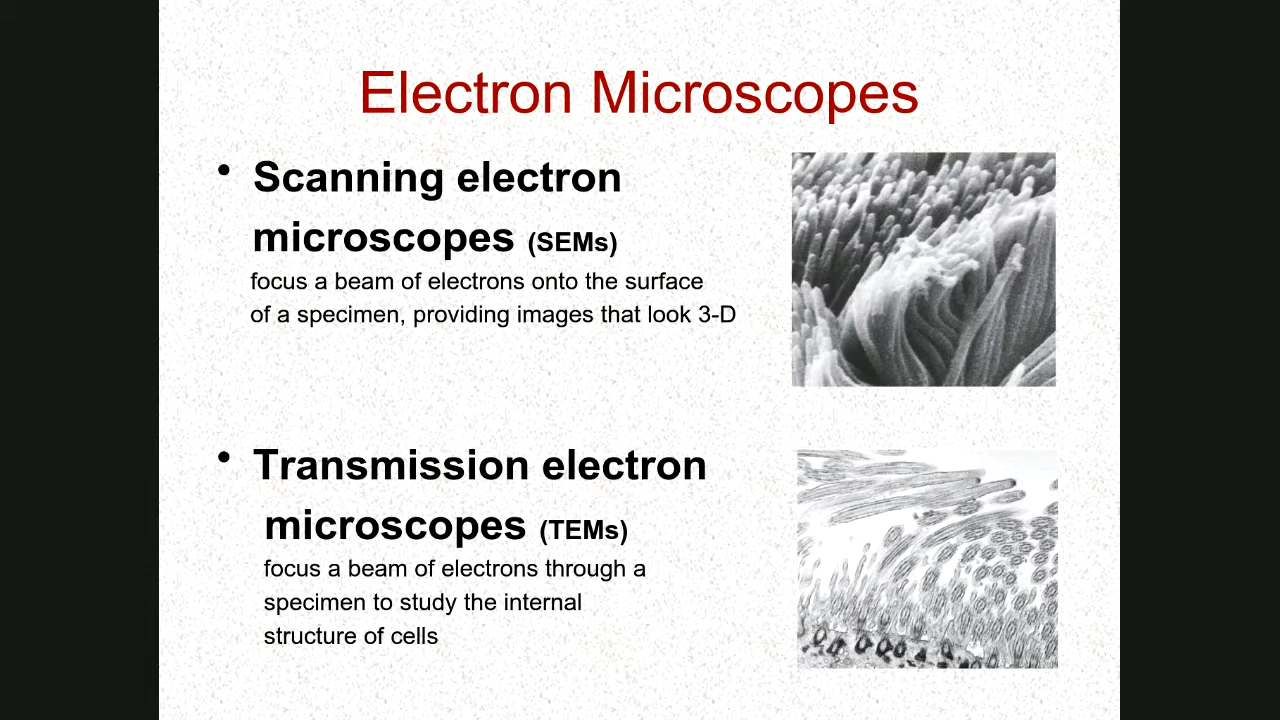 Electron Microscopes
• Scanning electron
microscopes (SEMs)
focus a beam of electrons onto the surface
of a specimen, providing images that look 3-D
• Transmission electron
microscopes (TEMs)
focus a beam of electrons through a
specimen to study the internal
structure of cells